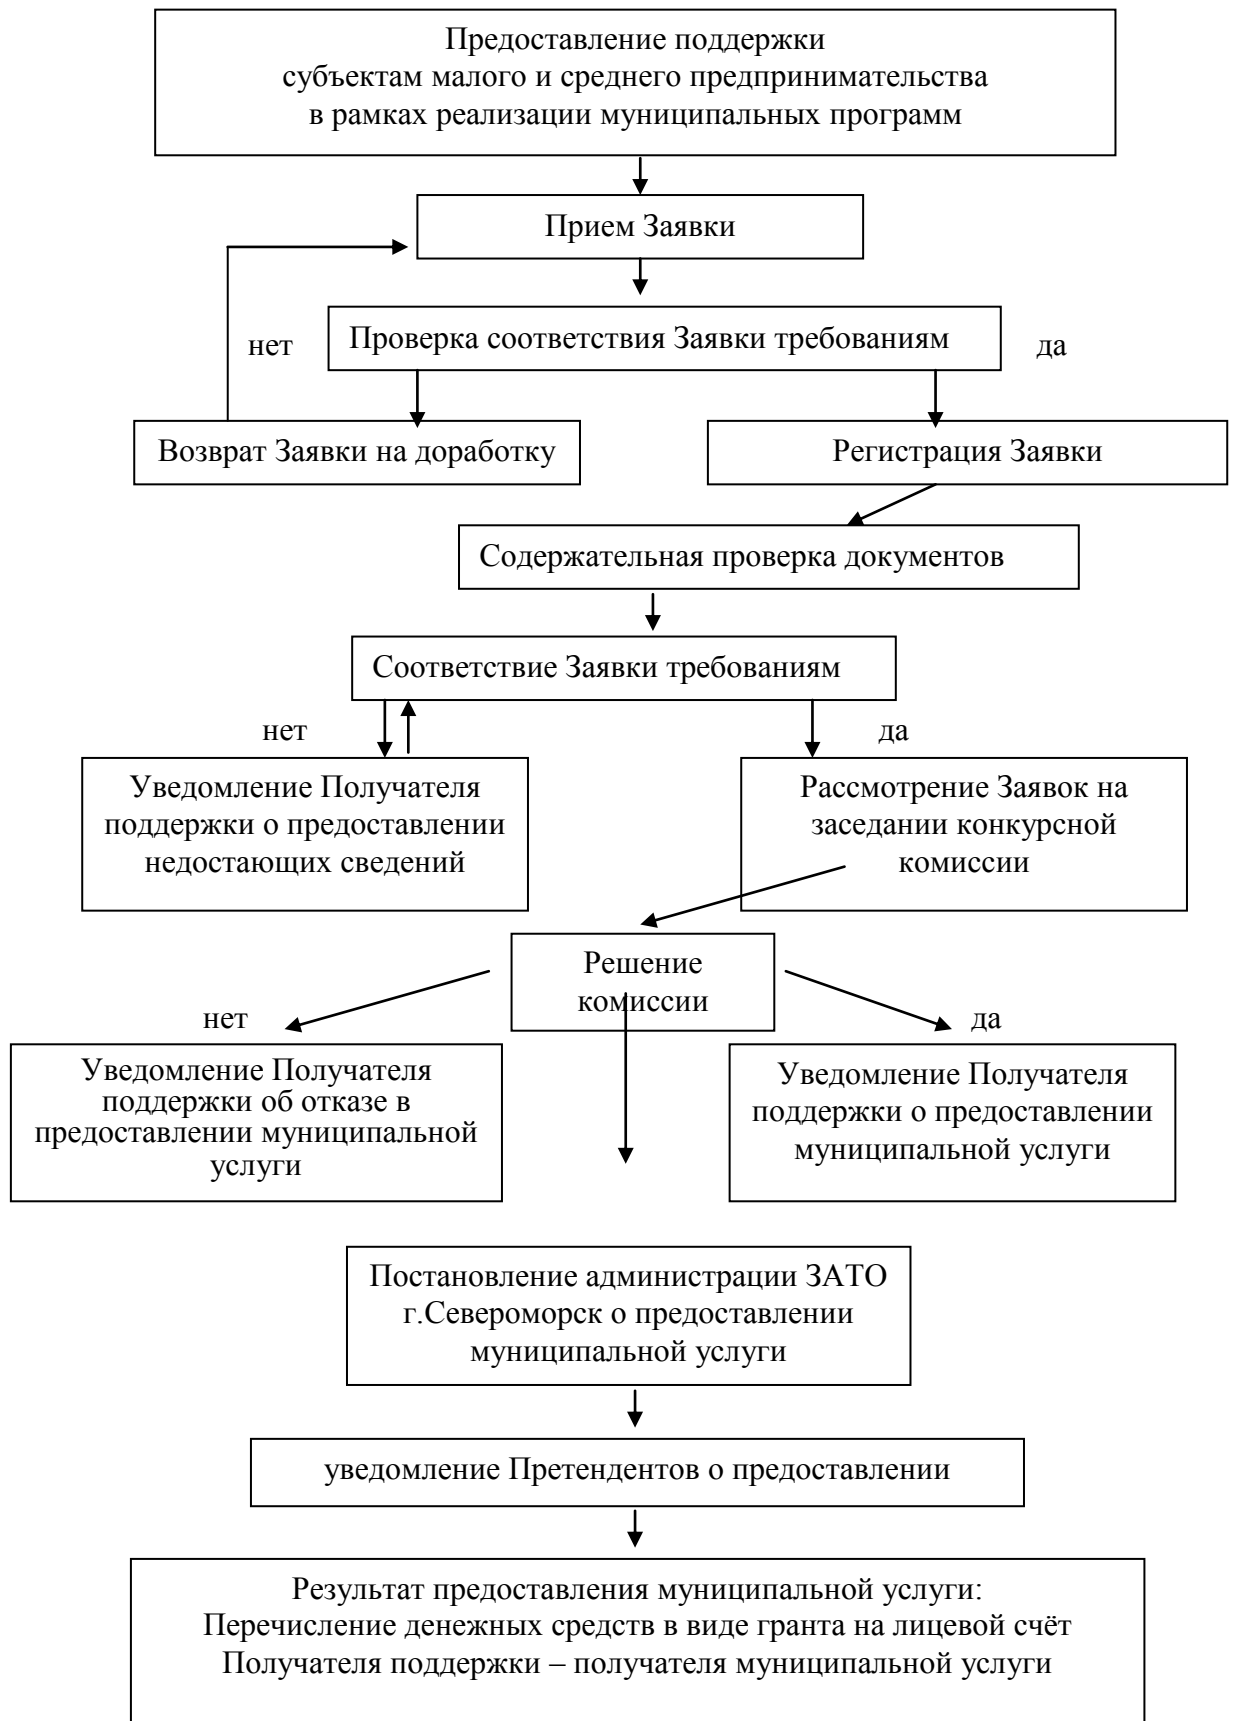 Предоставление поддержки
субъектам малого и среднего предпринимательства
в рамках реализации муниципальных программ
Прием Заявки
нет
Проверка соответствия Заявки требованиям
да
Возврат Заявки на доработку
Регистрация Заявки
Содержательная проверка документов
Соответствие Заявки требованиям
нет
да
Уведомление Получателя
поддержки о предоставлении
недостающих сведений
Рассмотрение Заявок на
заседании конкурсной
комиссии
Решение
комиссии
нет
да
Уведомление Получателя
поддержки об отказе в
предоставлении муниципальной
услуги
Уведомление Получателя
поддержки о предоставлении
муниципальной услуги
Постановление администрации ЗАТО
г.Североморск о предоставлении
муниципальной услуги
уведомление Претендентов о предоставлении
Результат предоставления муниципальной услуги:
Перечисление денежных средств в виде гранта на лицевой счёт
Получателя поддержки – получателя муниципальной услуги